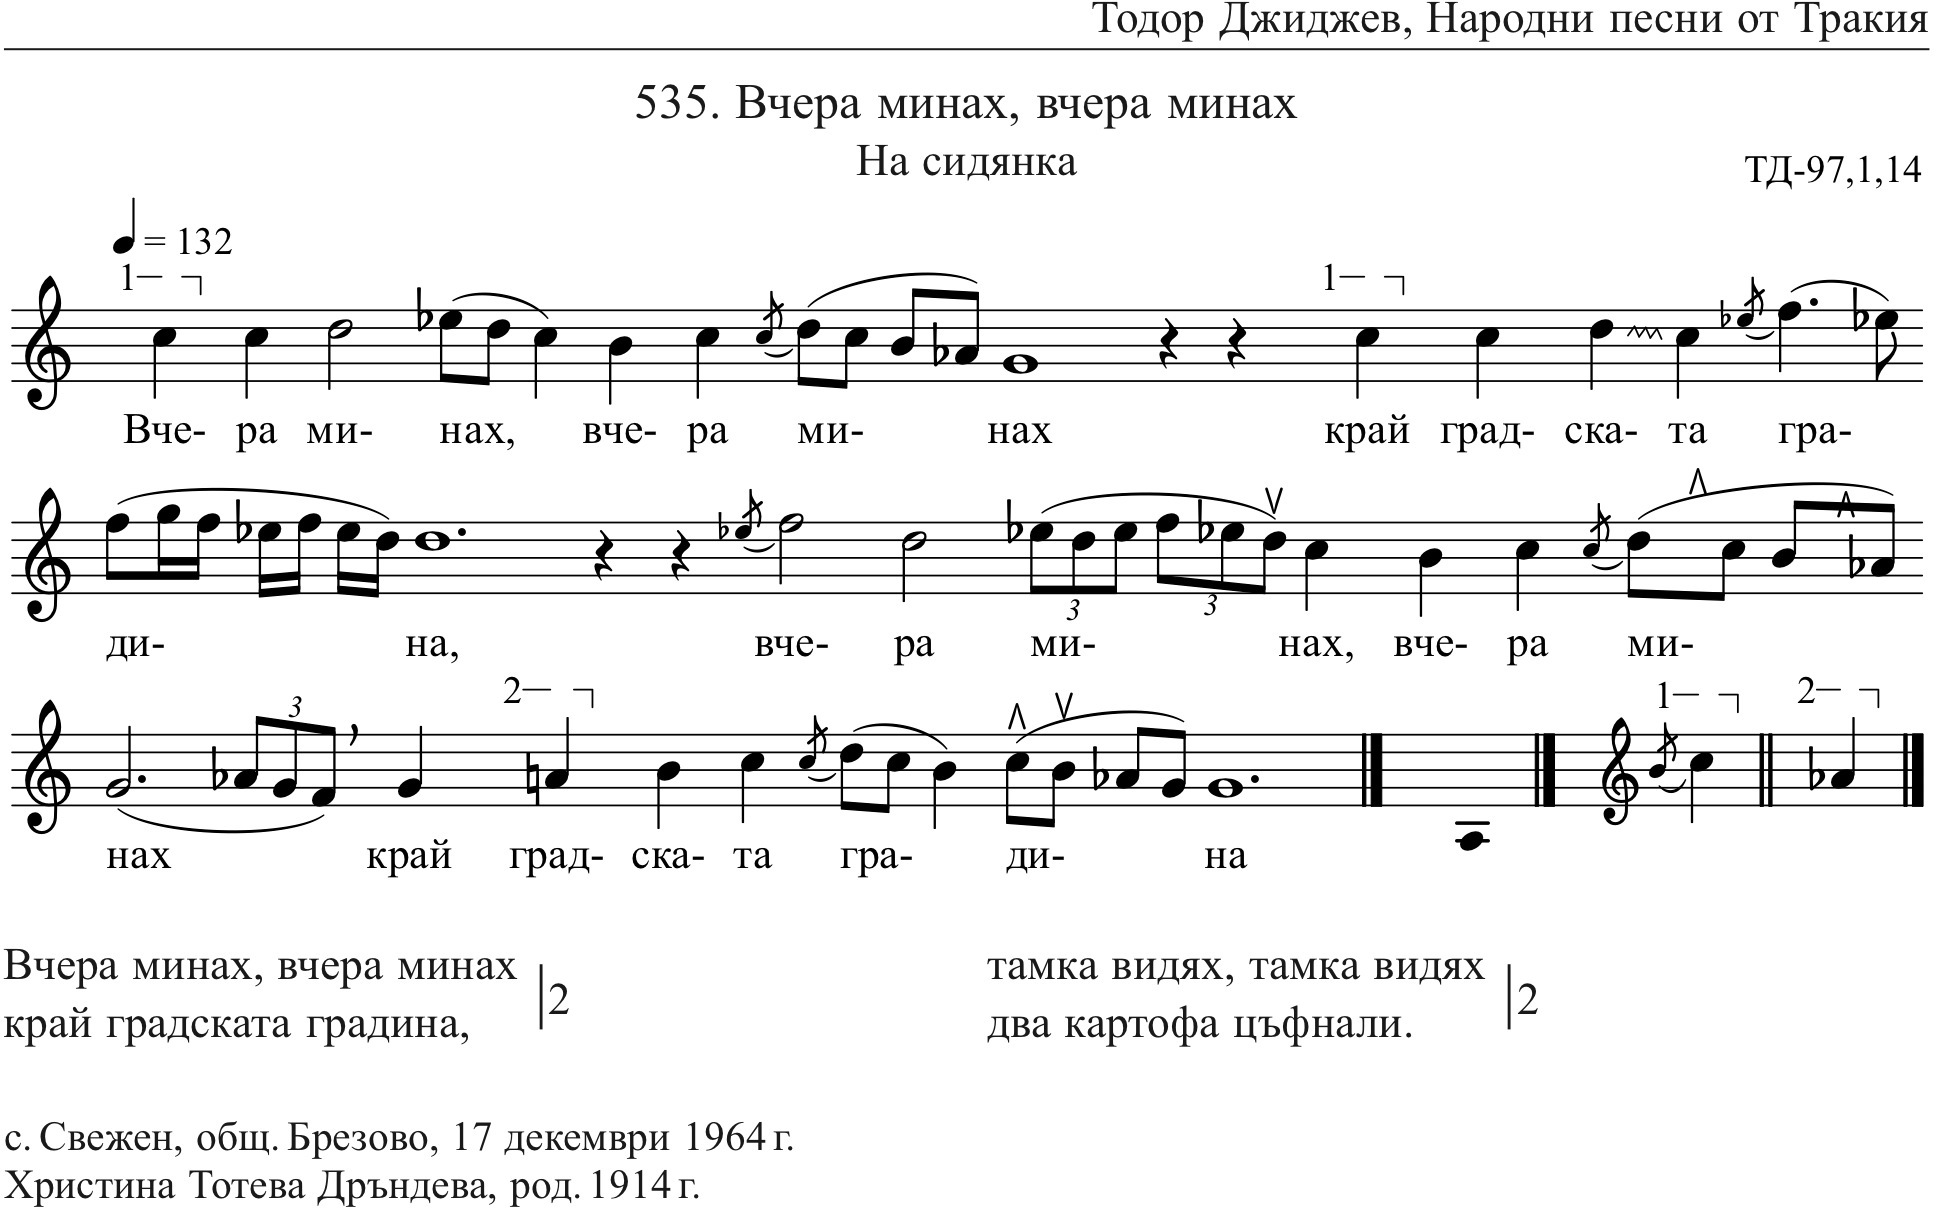 Тодор Джиджев, Народни песни от Тракия
535. Вчера минах, вчера минах
На сидянка
ТД-97,1,14
= 132
1 1
Вче- ра ми- нах, вче- ра ми- нах край град- ска- та гра-
3 3
ди- на, вче- ра ми- нах, вче- ра ми-
3 2 1 2
нах край град- ска- та гра- ди- на
Вчера минах, вчера минах
край градската градина,
2
тамка видях, тамка видях
два картофа цъфнали.
2
с. Свежен, общ. Брезово, 17 декември 1964 г.
Христина Тотева Дръндева, род. 1914 г.